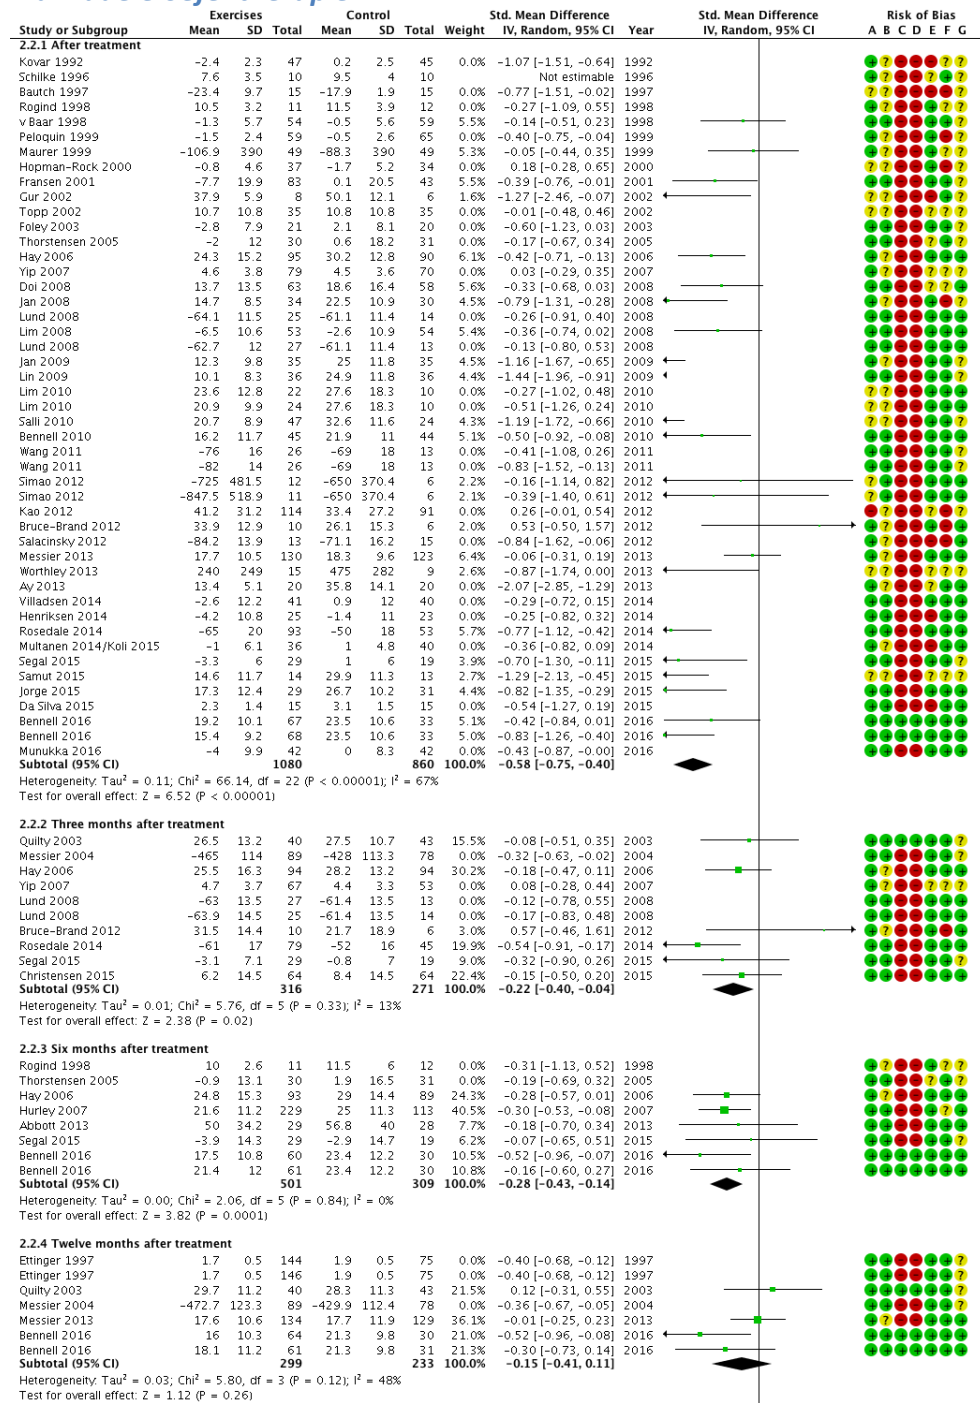 Exercises Control Std. Mean Difference Std. Mean Difference Risk of Bias
Study or Subgroup Mean SD Total Mean SD Total Weight IV, Random, 95% CI Year IV, Random, 95% CI A B C D E F G
2.2.1 After treatment
Kovar 1992 -2.4 2.3 47 0.2 2.5 45 0.0% -1.07 [-1.51, -0.64] 1992
Schilke 1996 7.6 3.5 10 9.5 4 10 Not estimable 1996
Bautch 1997 -23.4 9.7 15 -17.9 1.9 15 0.0% -0.77 [-1.51, -0.02] 1997
Rogind 1998 10.5 3.2 11 11.5 3.9 12 0.0% -0.27 [-1.09, 0.55] 1998
v Baar 1998 -1.3 5.7 54 -0.5 5.6 59 5.5% -0.14 [-0.51, 0.23] 1998
Peloquin 1999 -1.5 2.4 59 -0.5 2.6 65 0.0% -0.40 [-0.75, -0.04] 1999
Maurer 1999 -106.9 390 49 -88.3 390 49 5.3% -0.05 [-0.44, 0.35] 1999
Hopman-Rock 2000 -0.8 4.6 37 -1.7 5.2 34 0.0% 0.18 [-0.28, 0.65] 2000
Fransen 2001 -7.7 19.9 83 0.1 20.5 43 5.5% -0.39 [-0.76, -0.01] 2001
Gur 2002 37.9 5.9 8 50.1 12.1 6 1.6% -1.27 [-2.46, -0.07] 2002
Topp 2002 10.7 10.8 35 10.8 10.8 35 0.0% -0.01 [-0.48, 0.46] 2002
Foley 2003 -2.8 7.9 21 2.1 8.1 20 0.0% -0.60 [-1.23, 0.03] 2003
Thorstensen 2005 -2 12 30 0.6 18.2 31 0.0% -0.17 [-0.67, 0.34] 2005
Hay 2006 24.3 15.2 95 30.2 12.8 90 6.1% -0.42 [-0.71, -0.13] 2006
Yip 2007 4.6 3.8 79 4.5 3.6 70 0.0% 0.03 [-0.29, 0.35] 2007
Doi 2008 13.7 13.5 63 18.6 16.4 58 5.6% -0.33 [-0.68, 0.03] 2008
Jan 2008 14.7 8.5 34 22.5 10.9 30 4.5% -0.79 [-1.31, -0.28] 2008
Lund 2008 -64.1 11.5 25 -61.1 11.4 14 0.0% -0.26 [-0.91, 0.40] 2008
Lim 2008 -6.5 10.6 53 -2.6 10.9 54 5.4% -0.36 [-0.74, 0.02] 2008
Lund 2008 -62.7 12 27 -61.1 11.4 13 0.0% -0.13 [-0.80, 0.53] 2008
Jan 2009 12.3 9.8 35 25 11.8 35 4.5% -1.16 [-1.67, -0.65] 2009
Lin 2009 10.1 8.3 36 24.9 11.8 36 4.4% -1.44 [-1.96, -0.91] 2009
Lim 2010 23.6 12.8 22 27.6 18.3 10 0.0% -0.27 [-1.02, 0.48] 2010
Lim 2010 20.9 9.9 24 27.6 18.3 10 0.0% -0.51 [-1.26, 0.24] 2010
Salli 2010 20.7 8.9 47 32.6 11.6 24 4.3% -1.19 [-1.72, -0.66] 2010
Bennell 2010 16.2 11.7 45 21.9 11 44 5.1% -0.50 [-0.92, -0.08] 2010
Wang 2011 -76 16 26 -69 18 13 0.0% -0.41 [-1.08, 0.26] 2011
Wang 2011 -82 14 26 -69 18 13 0.0% -0.83 [-1.52, -0.13] 2011
Simao 2012 -725 481.5 12 -650 370.4 6 2.2% -0.16 [-1.14, 0.82] 2012
Simao 2012 -847.5 518.9 11 -650 370.4 6 2.1% -0.39 [-1.40, 0.61] 2012
Kao 2012 41.2 31.2 114 33.4 27.2 91 0.0% 0.26 [-0.01, 0.54] 2012
Bruce-Brand 2012 33.9 12.9 10 26.1 15.3 6 2.0% 0.53 [-0.50, 1.57] 2012
Salacinsky 2012 -84.2 13.9 13 -71.1 16.2 15 0.0% -0.84 [-1.62, -0.06] 2012
Messier 2013 17.7 10.5 130 18.3 9.6 123 6.4% -0.06 [-0.31, 0.19] 2013
Worthley 2013 240 249 15 475 282 9 2.6% -0.87 [-1.74, 0.00] 2013
Ay 2013 13.4 5.1 20 35.8 14.1 20 0.0% -2.07 [-2.85, -1.29] 2013
Villadsen 2014 -2.6 12.2 41 0.9 12 40 0.0% -0.29 [-0.72, 0.15] 2014
Henriksen 2014 -4.2 10.8 25 -1.4 11 23 0.0% -0.25 [-0.82, 0.32] 2014
Rosedale 2014 -65 20 93 -50 18 53 5.7% -0.77 [-1.12, -0.42] 2014
Multanen 2014/Koli 2015 -1 6.1 36 1 4.8 40 0.0% -0.36 [-0.82, 0.09] 2014
Segal 2015 -3.3 6 29 1 6 19 3.9% -0.70 [-1.30, -0.11] 2015
Samut 2015 14.6 11.7 14 29.9 11.3 13 2.7% -1.29 [-2.13, -0.45] 2015
Jorge 2015 17.3 12.4 29 26.7 10.2 31 4.4% -0.82 [-1.35, -0.29] 2015
Da Silva 2015 2.3 1.4 15 3.1 1.5 15 0.0% -0.54 [-1.27, 0.19] 2015
Bennell 2016 19.2 10.1 67 23.5 10.6 33 5.1% -0.42 [-0.84, 0.01] 2016
Bennell 2016 15.4 9.2 68 23.5 10.6 33 5.0% -0.83 [-1.26, -0.40] 2016
Munukka 2016 -4 9.9 42 0 8.3 42 0.0% -0.43 [-0.87, -0.00] 2016
Subtotal (95% CI) 1080 860 100.0% -0.58 [-0.75, -0.40]
Heterogeneity: Tau² = 0.11; Chi² = 66.14, df = 22 (P < 0.00001); I² = 67%
Test for overall effect: Z = 6.52 (P < 0.00001)
2.2.2 Three months after treatment
Quilty 2003 26.5 13.2 40 27.5 10.7 43 15.5% -0.08 [-0.51, 0.35] 2003
Messier 2004 -465 114 89 -428 113.3 78 0.0% -0.32 [-0.63, -0.02] 2004
Hay 2006 25.5 16.3 94 28.2 13.2 94 30.2% -0.18 [-0.47, 0.11] 2006
Yip 2007 4.7 3.7 67 4.4 3.3 53 0.0% 0.08 [-0.28, 0.44] 2007
Lund 2008 -63 13.5 27 -61.4 13.5 13 0.0% -0.12 [-0.78, 0.55] 2008
Lund 2008 -63.9 14.5 25 -61.4 13.5 14 0.0% -0.17 [-0.83, 0.48] 2008
Bruce-Brand 2012 31.5 14.4 10 21.7 18.9 6 3.0% 0.57 [-0.46, 1.61] 2012
Rosedale 2014 -61 17 79 -52 16 45 19.9% -0.54 [-0.91, -0.17] 2014
Segal 2015 -3.1 7.1 29 -0.8 7 19 9.0% -0.32 [-0.90, 0.26] 2015
Christensen 2015 6.2 14.5 64 8.4 14.5 64 22.4% -0.15 [-0.50, 0.20] 2015
Subtotal (95% CI) 316 271 100.0% -0.22 [-0.40, -0.04]
Heterogeneity: Tau² = 0.01; Chi² = 5.76, df = 5 (P = 0.33); I² = 13%
Test for overall effect: Z = 2.38 (P = 0.02)
2.2.3 Six months after treatment
Rogind 1998 10 2.6 11 11.5 6 12 0.0% -0.31 [-1.13, 0.52] 1998
Thorstensen 2005 -0.9 13.1 30 1.9 16.5 31 0.0% -0.19 [-0.69, 0.32] 2005
Hay 2006 24.8 15.3 93 29 14.4 89 24.3% -0.28 [-0.57, 0.01] 2006
Hurley 2007 21.6 11.2 229 25 11.3 113 40.5% -0.30 [-0.53, -0.08] 2007
Abbott 2013 50 34.2 29 56.8 40 28 7.7% -0.18 [-0.70, 0.34] 2013
Segal 2015 -3.9 14.3 29 -2.9 14.7 19 6.2% -0.07 [-0.65, 0.51] 2015
Bennell 2016 17.5 10.8 60 23.4 12.2 30 10.5% -0.52 [-0.96, -0.07] 2016
Bennell 2016 21.4 12 61 23.4 12.2 30 10.8% -0.16 [-0.60, 0.27] 2016
Subtotal (95% CI) 501 309 100.0% -0.28 [-0.43, -0.14]
Heterogeneity: Tau² = 0.00; Chi² = 2.06, df = 5 (P = 0.84); I² = 0%
Test for overall effect: Z = 3.82 (P = 0.0001)
2.2.4 Twelve months after treatment
Ettinger 1997 1.7 0.5 144 1.9 0.5 75 0.0% -0.40 [-0.68, -0.12] 1997
Ettinger 1997 1.7 0.5 146 1.9 0.5 75 0.0% -0.40 [-0.68, -0.12] 1997
Quilty 2003 29.7 11.2 40 28.3 11.3 43 21.5% 0.12 [-0.31, 0.55] 2003
Messier 2004 -472.7 123.3 89 -429.9 112.4 78 0.0% -0.36 [-0.67, -0.05] 2004
Messier 2013 17.6 10.6 134 17.7 11.9 129 36.1% -0.01 [-0.25, 0.23] 2013
Bennell 2016 16 10.3 64 21.3 9.8 30 21.0% -0.52 [-0.96, -0.08] 2016
Bennell 2016 18.1 11.2 61 21.3 9.8 31 21.4% -0.30 [-0.73, 0.14] 2016
Subtotal (95% CI) 299 233 100.0% -0.15 [-0.41, 0.11]
Heterogeneity: Tau² = 0.03; Chi² = 5.80, df = 3 (P = 0.12); I² = 48%
Test for overall effect: Z = 1.12 (P = 0.26)